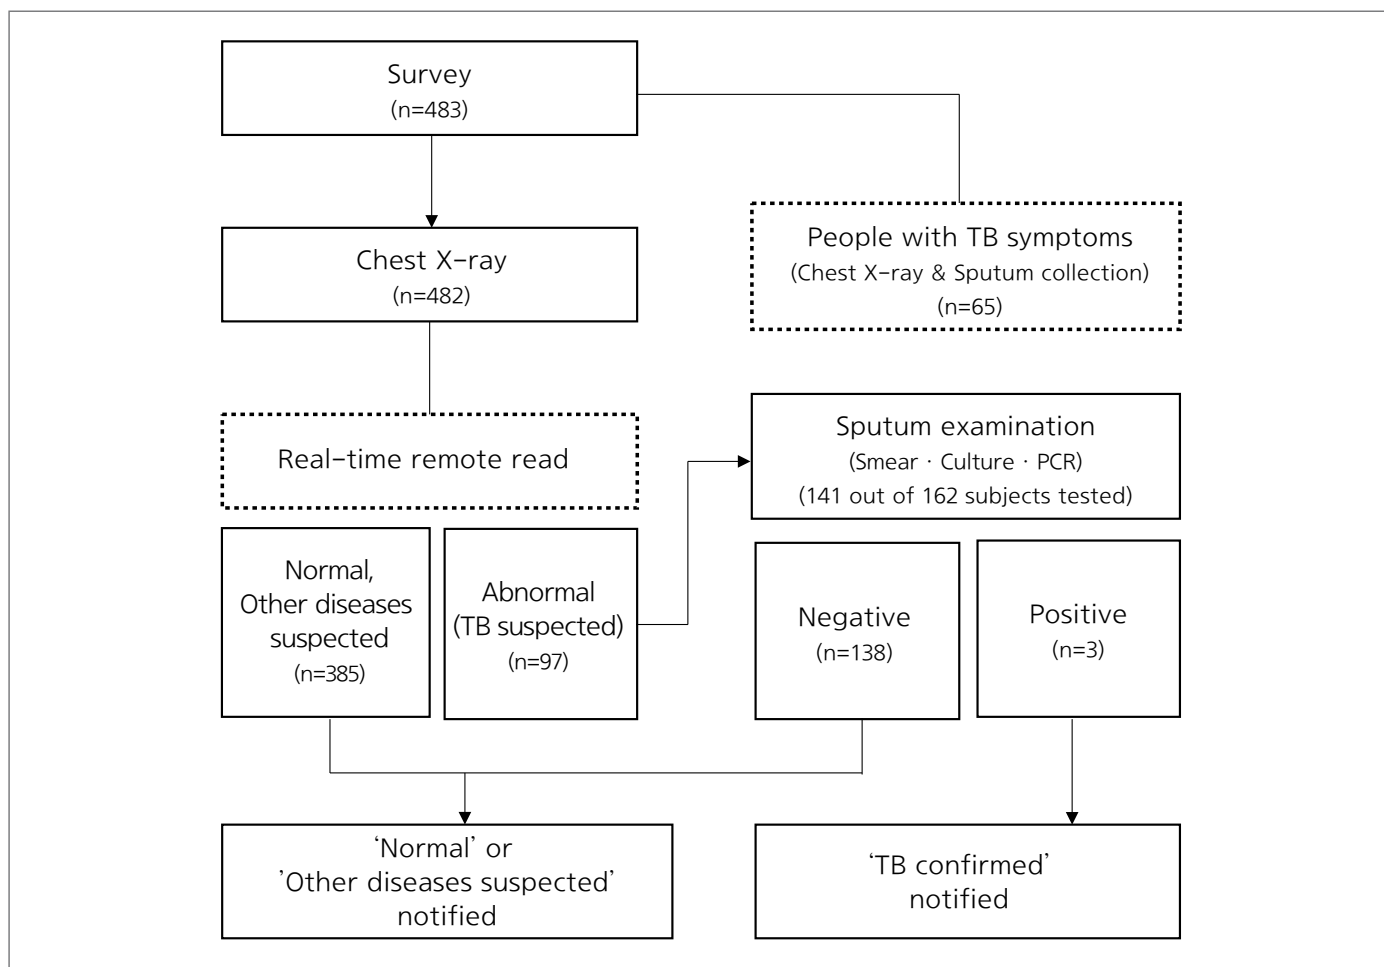 Survey
(n=483)
Chest X-ray
(n=482)
People with TB symptoms
(Chest X-ray & Sputum collection)
(n=65)
Real-time remote read
Sputum examination
(Smear · Culture · PCR)
(141 out of 162 subjects tested)
Normal,
Other diseases
suspected
(n=385)
Abnormal
(TB suspected)
(n=97)
Negative
(n=138)
Positive
(n=3)
‘Normal’ or
’Other diseases suspected’
notified
‘TB confirmed’
notified